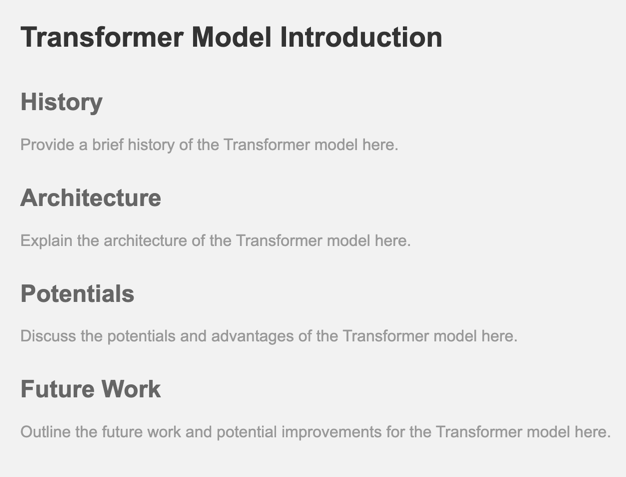 Transformer Model Introduction
History
Provide a brief history of the Transformer model here.
Architecture
Explain the architecture of the Transformer model here.
Potentials
Discuss the potentials and advantages of the Transformer model here.
Future Work
Outline the future work and potential improvements for the Transformer model here.